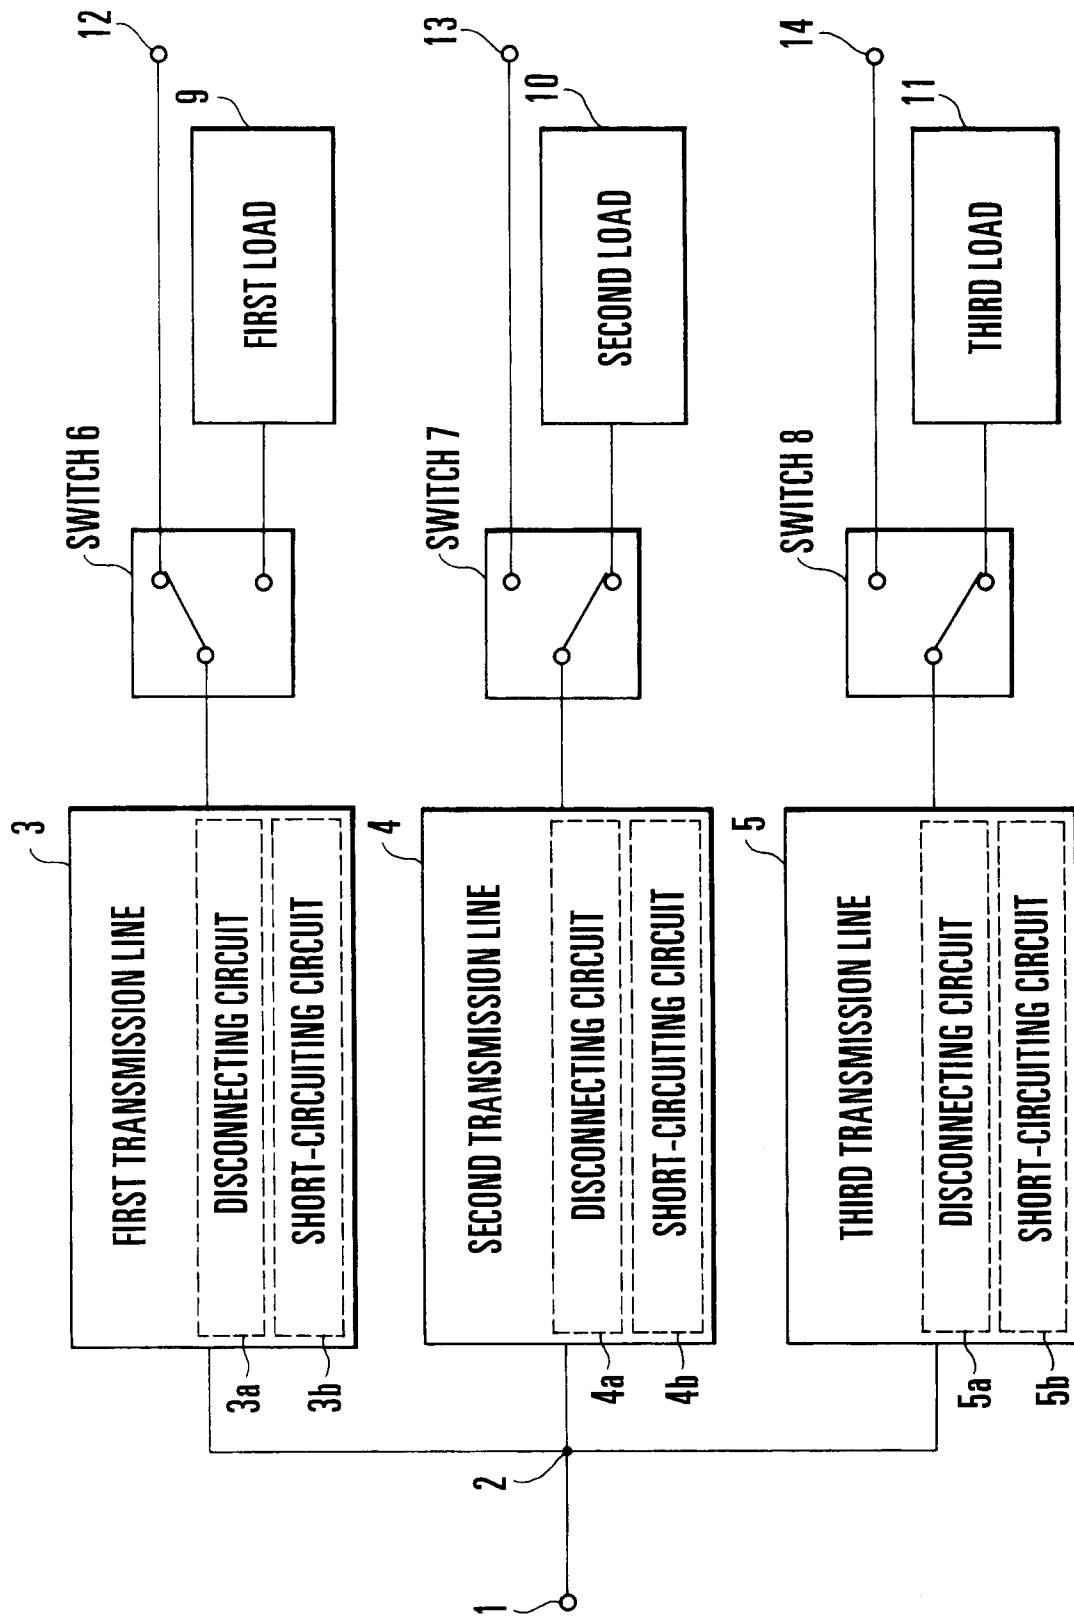 1
2
3
FIRST TRANSMISSION LINE
DISCONNECTING CIRCUIT
SHORT-CIRCUITING CIRCUIT
3a
3b
SWITCH 6
12
9
FIRST LOAD
4
SECOND TRANSMISSION LINE
DISCONNECTING CIRCUIT
SHORT-CIRCUITING CIRCUIT
4a
4b
SWITCH 7
13
10
SECOND LOAD
5
THIRD TRANSMISSION LINE
DISCONNECTING CIRCUIT
SHORT-CIRCUITING CIRCUIT
5a
5b
SWITCH 8
14
11
THIRD LOAD